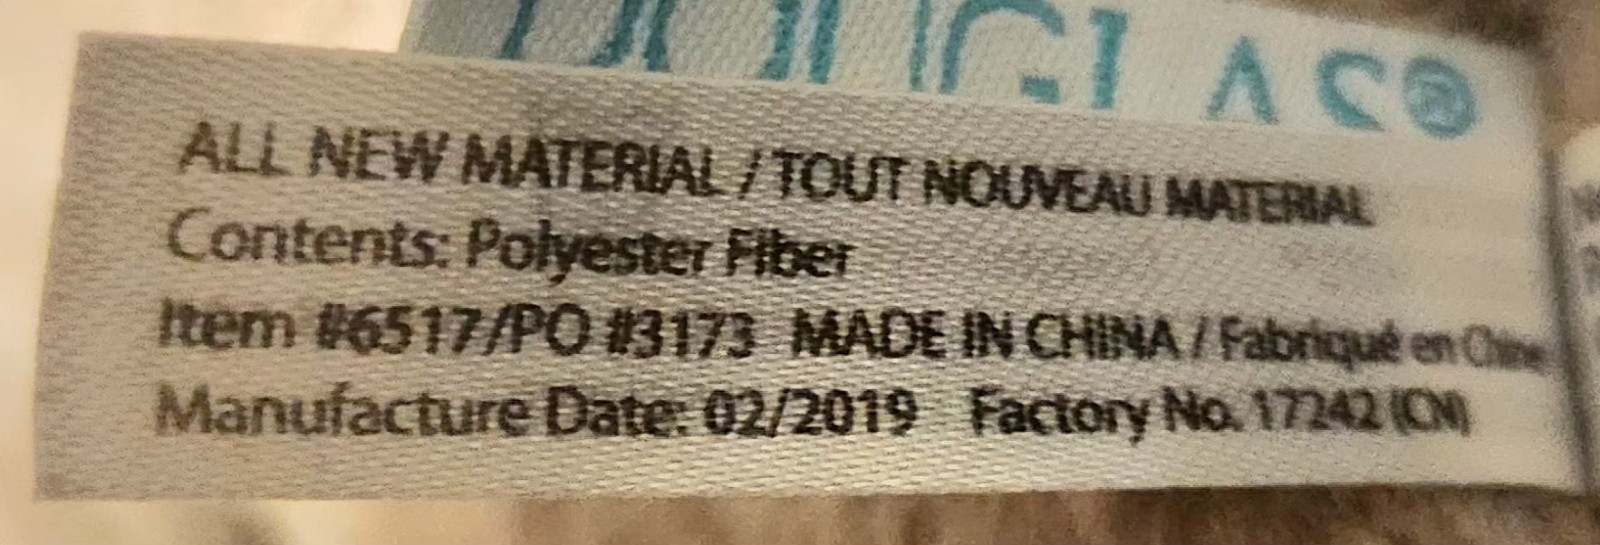 DOUGLAS®
ALL NEW MATERIAL / TOUT NOUVEAU MATERIAL
Contents: Polyester Fiber
Item #6517/PO #3173 MADE IN CHINA / Fabriqué en Chine
Manufacture Date: 02/2019 Factory No. 17242 (CN)